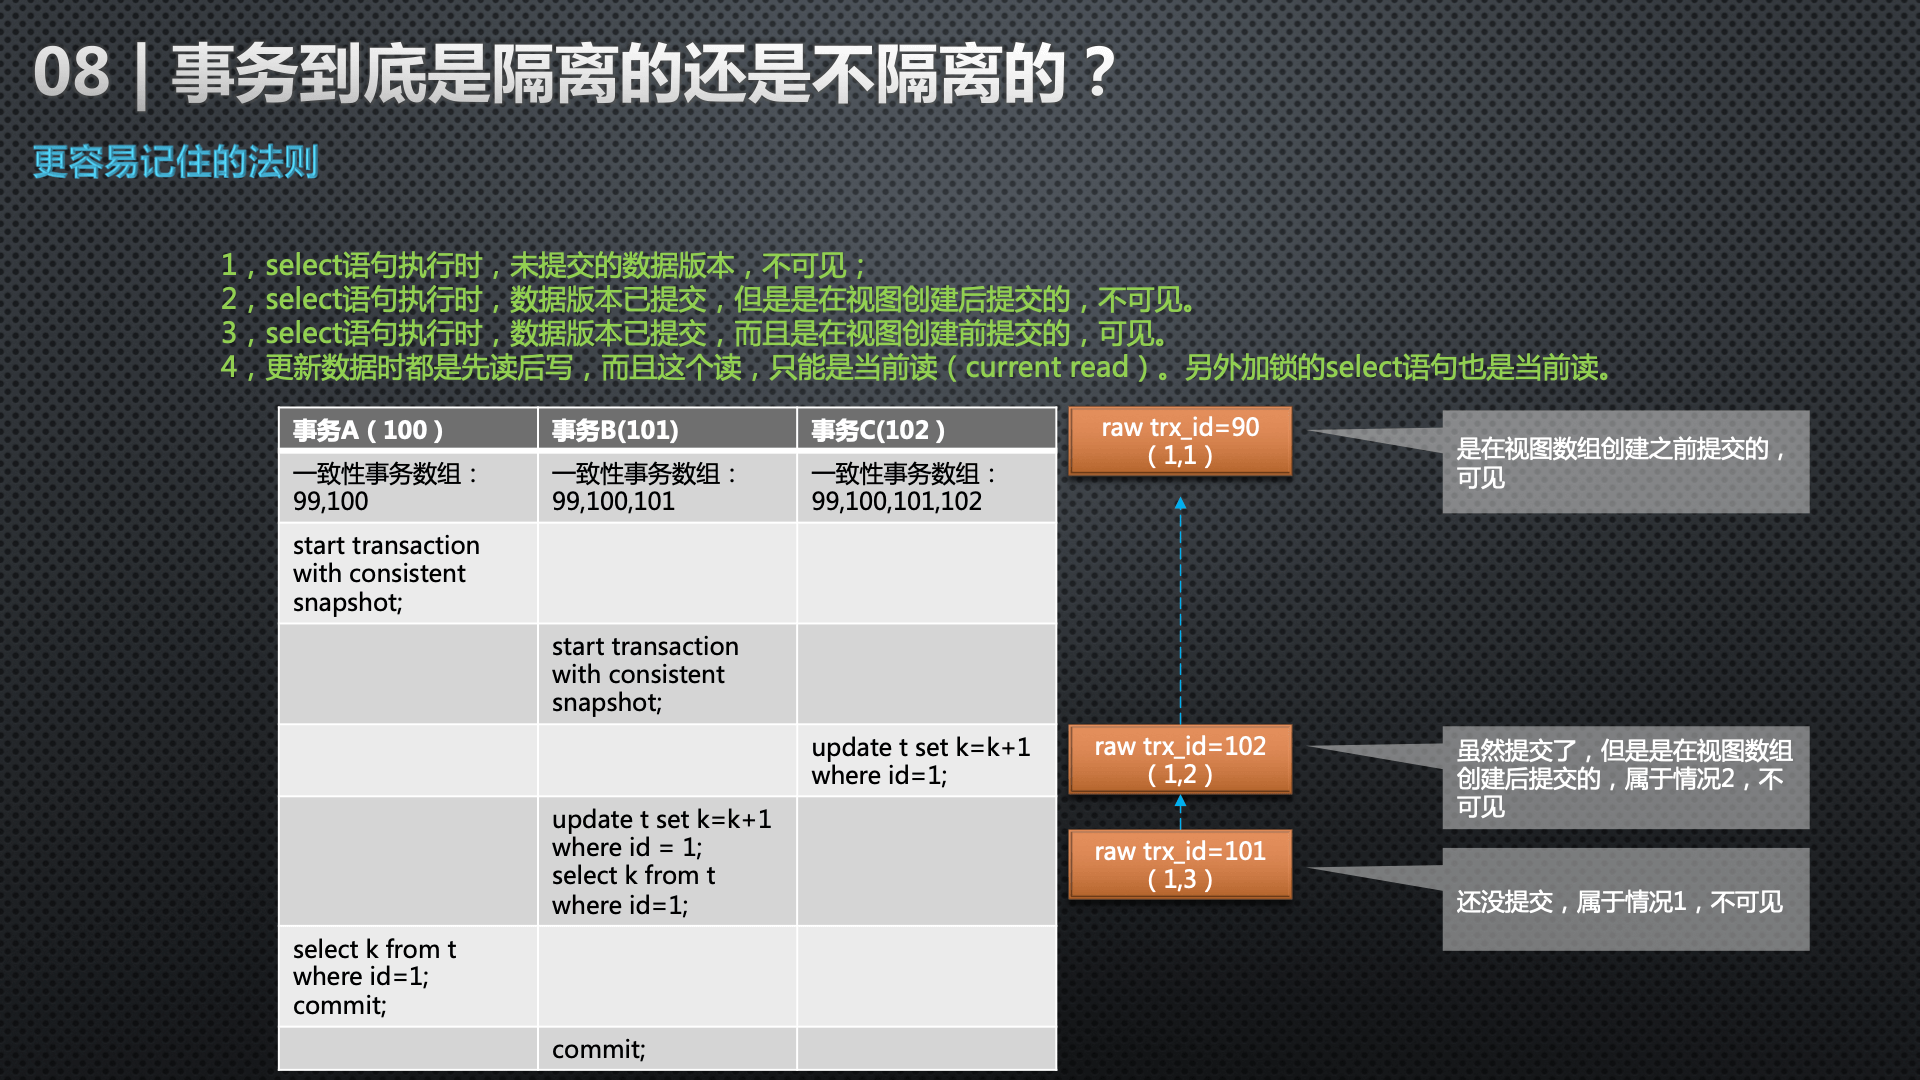 08 | 事务到底是隔离的还是不隔离的？
更容易记住的法则
1，select语句执行时，未提交的数据版本，不可见；
2，select语句执行时，数据版本已提交，但是是在视图创建后提交的，不可见。
3，select语句执行时，数据版本已提交，而且是在视图创建前提交的，可见。
4，更新数据时都是先读后写，而且这个读，只能是当前读（current read）。另外加锁的select语句也是当前读。
事务A（100）
事务B(101)
事务C(102）
一致性事务数组：
99,100
一致性事务数组：
99,100,101
一致性事务数组：
99,100,101,102
start transaction
with consistent
snapshot;
start transaction
with consistent
snapshot;
update t set k=k+1
where id=1;
update t set k=k+1
where id = 1;
select k from t
where id=1;
select k from t
where id=1;
commit;
commit;
raw trx_id=90
（1,1）
是在视图数组创建之前提交的，
可见
raw trx_id=102
（1,2）
虽然提交了，但是是在视图数组
创建后提交的，属于情况2，不
可见
raw trx_id=101
（1,3）
还没提交，属于情况1，不可见